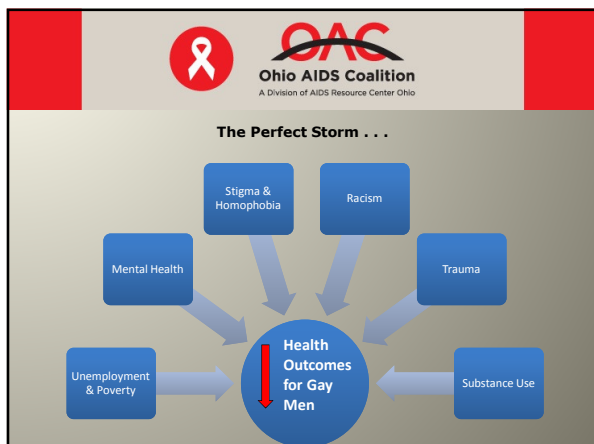 OAC
Ohio AIDS Coalition
A Division of AIDS Resource Center Ohio
The Perfect Storm . . .
Stigma &
Homophobia
Racism
Mental Health
Trauma
Unemployment
& Poverty
Health
Outcomes
for Gay
Men
Substance Use